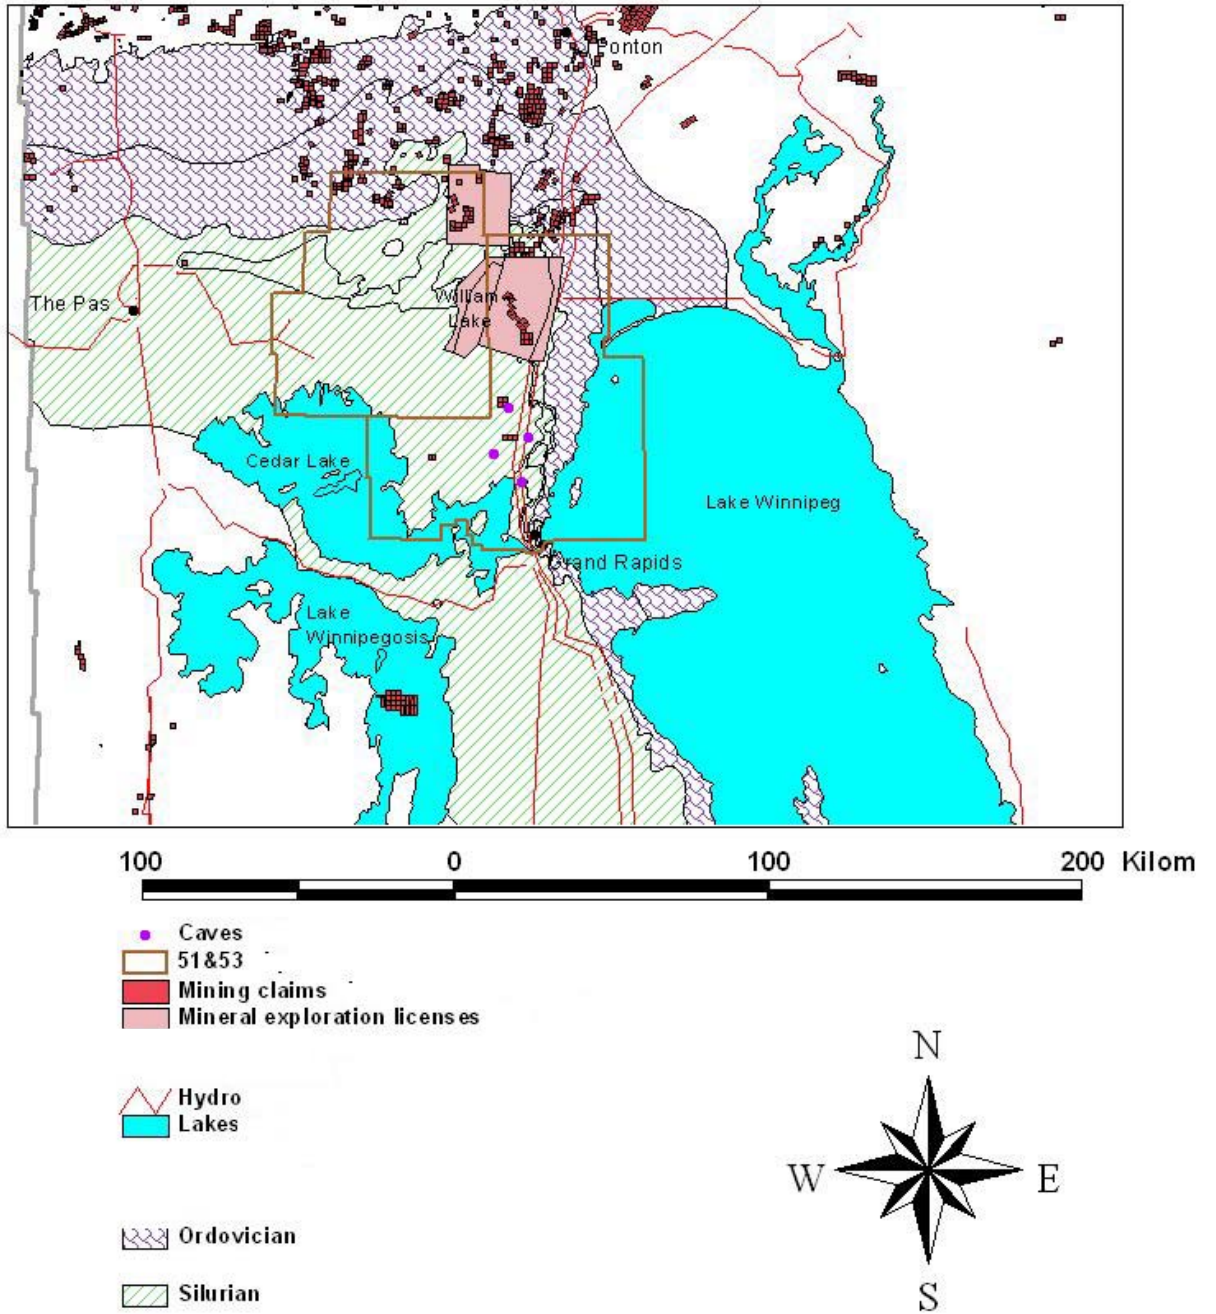 Ponton
The Pas
William
Lake
Cedar Lake
Lake Winnipeg
Grand Rapids
Lake
Winnipegosis
100 0 100 200 Kilom
Caves
51&53
Mining claims
Mineral exploration licenses
Hydro
Lakes
N
W E
S
Ordovician
Silurian